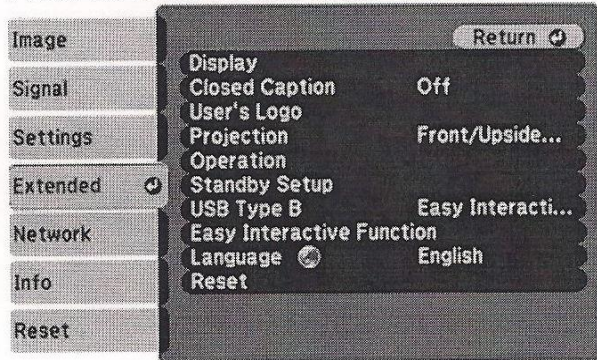 Image
Signal
Settings
Extended
Network
Info
Reset
Return
Display
Closed Caption Off
User's Logo
Projection Front/Upside...
Operation
Standby Setup
USB Type B Easy Interacti...
Easy Interactive Function
Language English
Reset